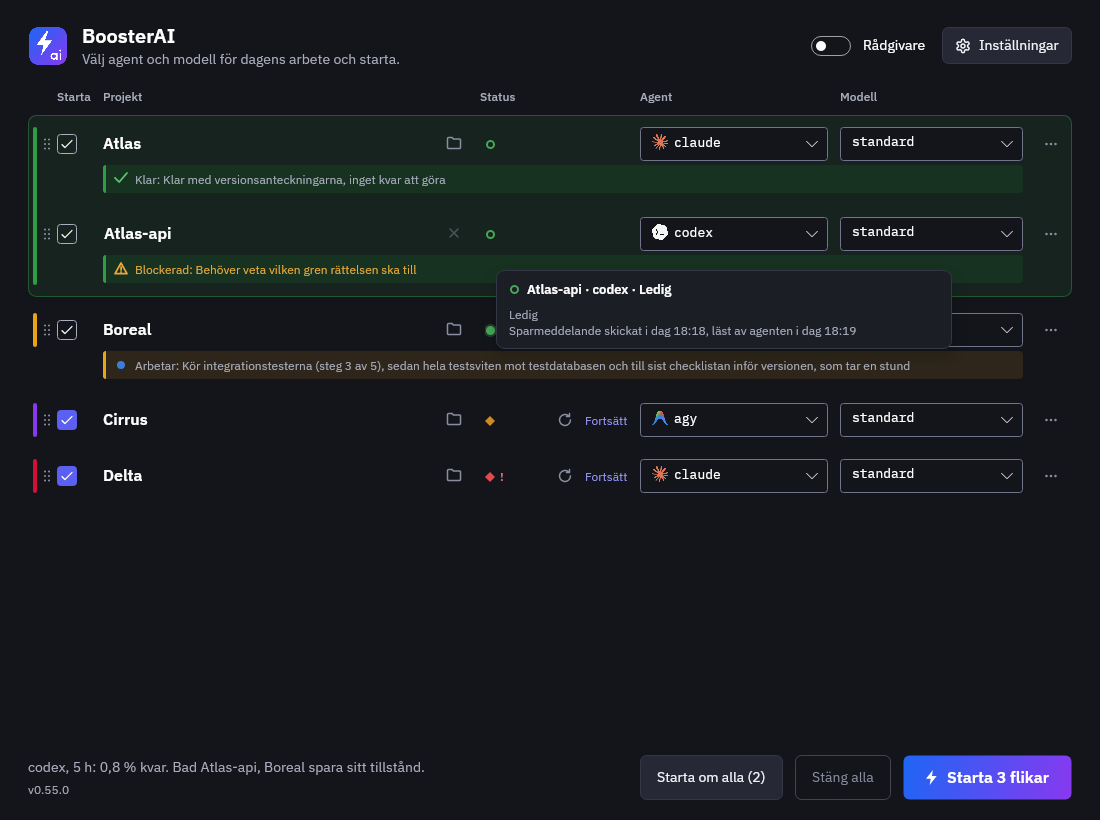 ai
BoosterAI
Välj agent och modell för dagens arbete och starta.
Rådgivare
Inställningar
Starta Projekt Status Agent Modell
Atlas claude standard
Klar: Klar med versionsanteckningarna, inget kvar att göra
Atlas-api codex standard
Blockerad: Behöver veta vilken gren rättelsen ska till
Atlas-api · codex · Ledig
Ledig
Sparmeddelande skickat i dag 18:18, läst av agenten i dag 18:19
Boreal
Arbetar: Kör integrationstesterna (steg 3 av 5), sedan hela testsviten mot testdatabasen och till sist checklistan inför versionen, som tar en stund
Cirrus Fortsätt agy standard
Delta ! Fortsätt claude standard
codex, 5 h: 0,8 % kvar. Bad Atlas-api, Boreal spara sitt tillstånd.
v0.55.0
Starta om alla (2)
Stäng alla
Starta 3 flikar